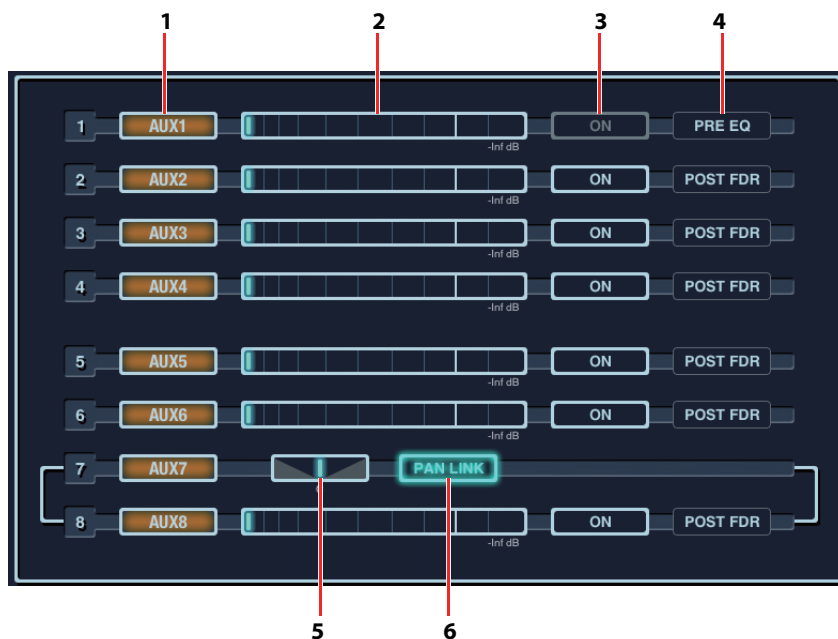 1 2 3 4
1 AUX1 ON PRE EQ
-Inf dB
2 AUX2 ON POST FDR
-Inf dB
3 AUX3 ON POST FDR
-Inf dB
4 AUX4 ON POST FDR
-Inf dB
5 AUX5 ON POST FDR
-Inf dB
6 AUX6 ON POST FDR
-Inf dB
7 AUX7 PAN LINK
8 AUX8 ON POST FDR
-Inf dB
5 6